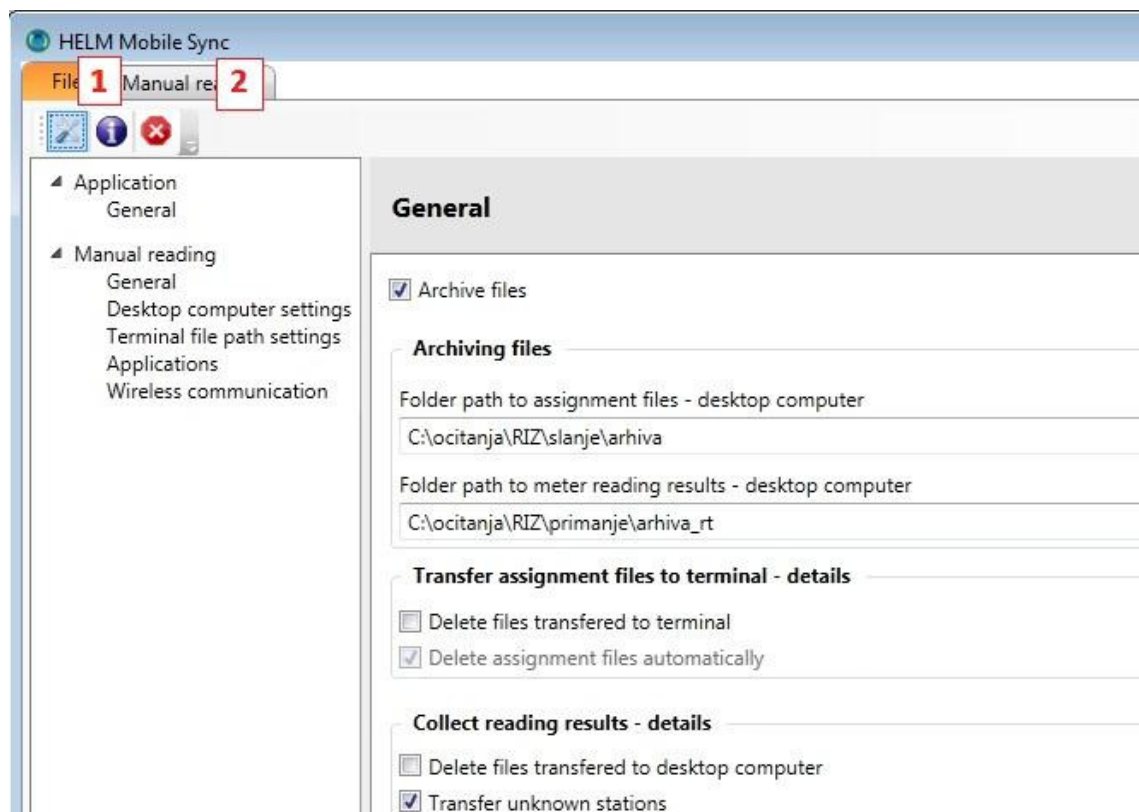 HELM Mobile Sync
File 1 Manual rea 2
Application
General
Manual reading
General
Desktop computer settings
Terminal file path settings
Applications
Wireless communication
General
Archive files
Archiving files
Folder path to assignment files - desktop computer
C:\ocitanja\RIZ\slanje\arhiva
Folder path to meter reading results - desktop computer
C:\ocitanja\RIZ\primanje\arhiva_rt
Transfer assignment files to terminal - details
Delete files transfered to terminal
Delete assignment files automatically
Collect reading results - details
Delete files transfered to desktop computer
Transfer unknown stations